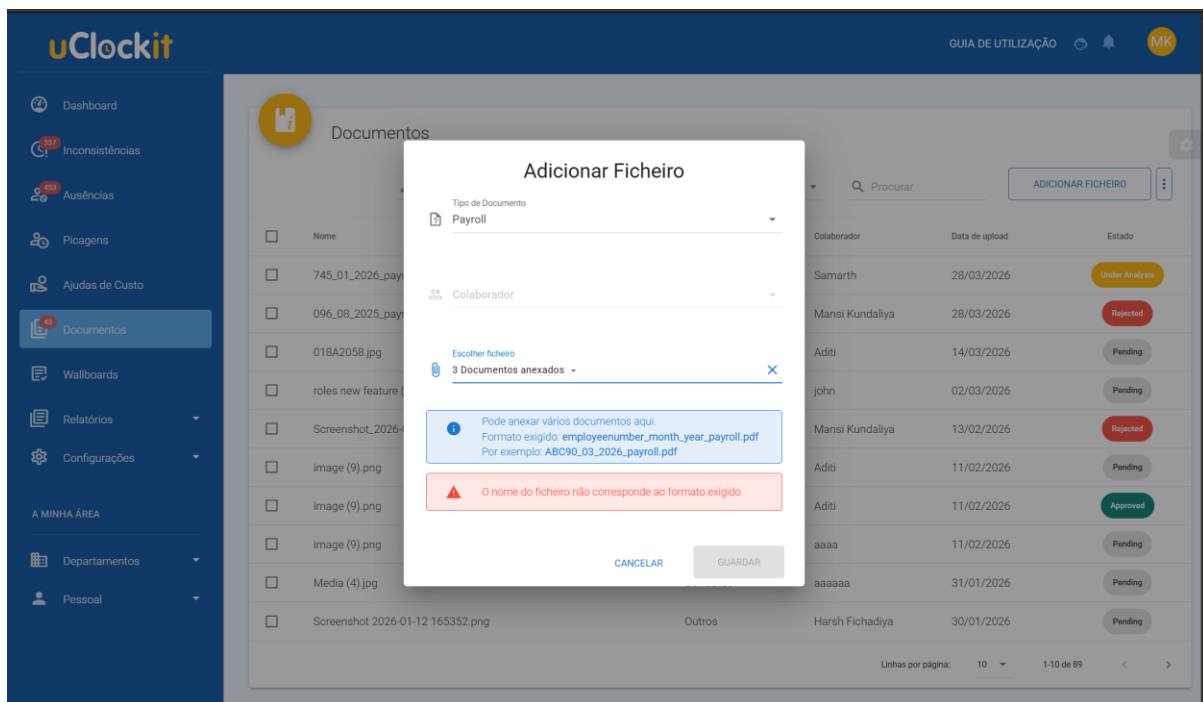 uClockit
GUIA DE UTILIZAÇÃO
MK
Dashboard
337
Inconsistências
453
Ausências
Picagens
Ajudas de Custo
43
Documentos
Wallboards
Relatórios
Configurações
A MINHA ÁREA
Departamentos
Pessoal
Documentos
Procurar
ADICIONAR FICHEIRO
Nome Colaborador Data de upload Estado
745_01_2026_pay Samarth 28/03/2026 Under Analysis
096_08_2025_pay Mansi Kundaliya 28/03/2026 Rejected
018A2058.jpg Aditi 14/03/2026 Pending
roles new feature ( john 02/03/2026 Pending
Screenshot_2026- Mansi Kundaliya 13/02/2026 Rejected
image (9).png Aditi 11/02/2026 Pending
image (9).png Aditi 11/02/2026 Approved
image (9).png aaaa 11/02/2026 Pending
Media (4).jpg aaaaaa 31/01/2026 Pending
Screenshot 2026-01-12 165352.png Outros Harsh Fichadiya 30/01/2026 Pending
Linhas por página: 10 1-10 de 89
Adicionar Ficheiro
Tipo de Documento
Payroll
Colaborador
Escolher ficheiro
3 Documentos anexados
Pode anexar vários documentos aqui.
Formato exigido: employeenumber_month_year_payroll.pdf
Por exemplo: ABC90_03_2026_payroll.pdf
O nome do ficheiro não corresponde ao formato exigido
CANCELAR
GUARDAR